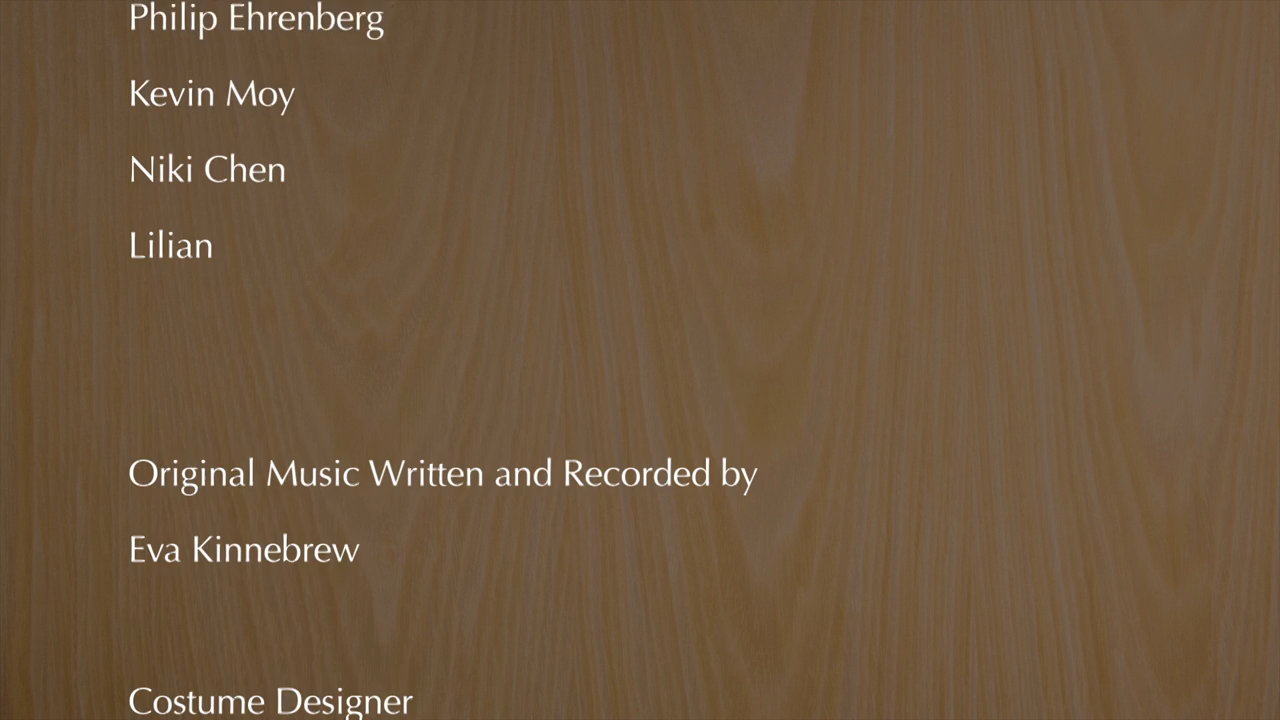 Philip Ehrenberg
Kevin Moy
Niki Chen
Lilian
Original Music Written and Recorded by
Eva Kinnebrew
Costume Designer